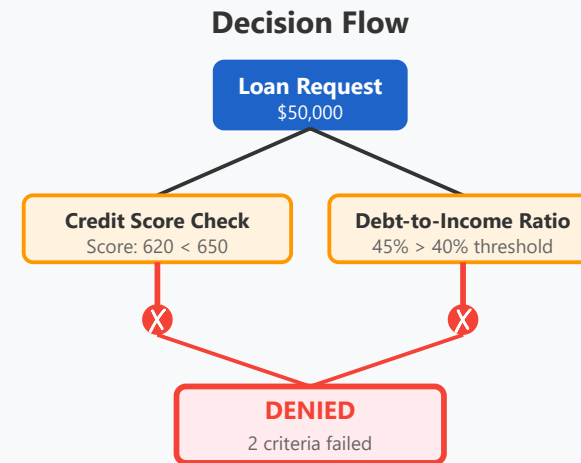 Decision Flow
Loan Request
$50,000
Credit Score Check
Score: 620 < 650
Debt-to-Income Ratio
45% > 40% threshold
X
X
DENIED
2 criteria failed